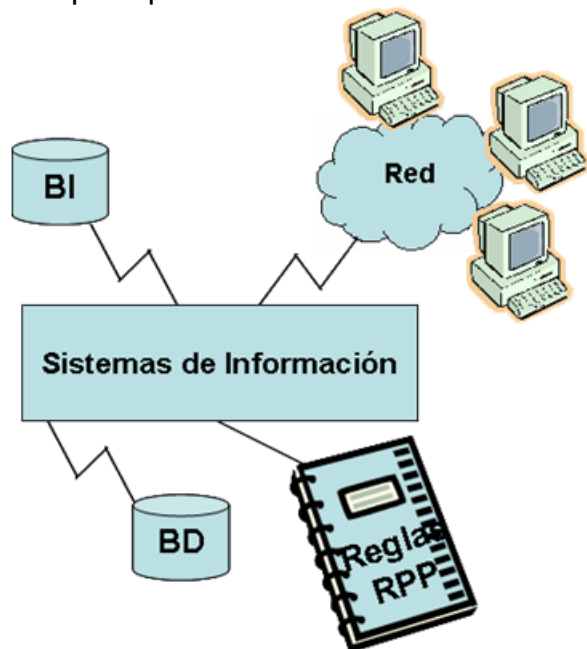 Red
BI
Sistemas de Información
BD
Reglas
RPP